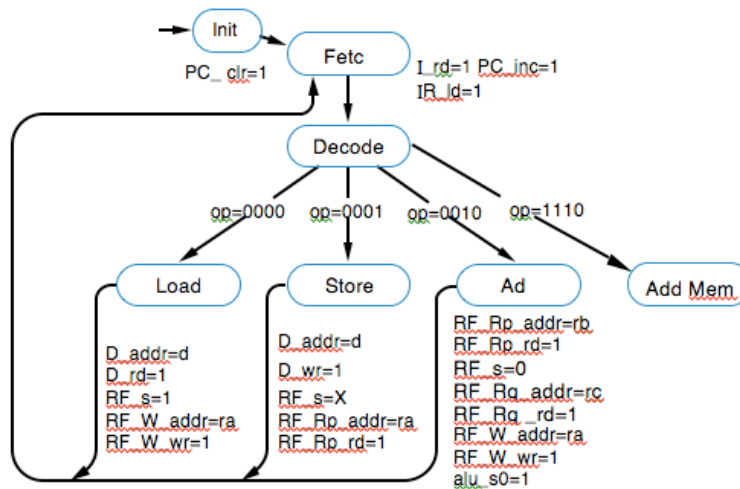 Init
PC_ clr=1
Fetc
I_rd=1 PC_inc=1
IR_ld=1
Decode
op=0000 op=0001 op=0010 op=1110
Load
D_addr=d
D_rd=1
RF_s=1
RF_W_addr=ra
RF_W_wr=1
Store
D_addr=d
D_wr=1
RF_s=X
RF_Rp_addr=ra
RF_Rp_rd=1
Ad
RF_Rp_addr=rb
RF_Rp_rd=1
RF_s=0
RF_Rq_addr=rc
RF_Rq _rd=1
RF_W_addr=ra
RF_W_wr=1
alu_s0=1
Add Mem